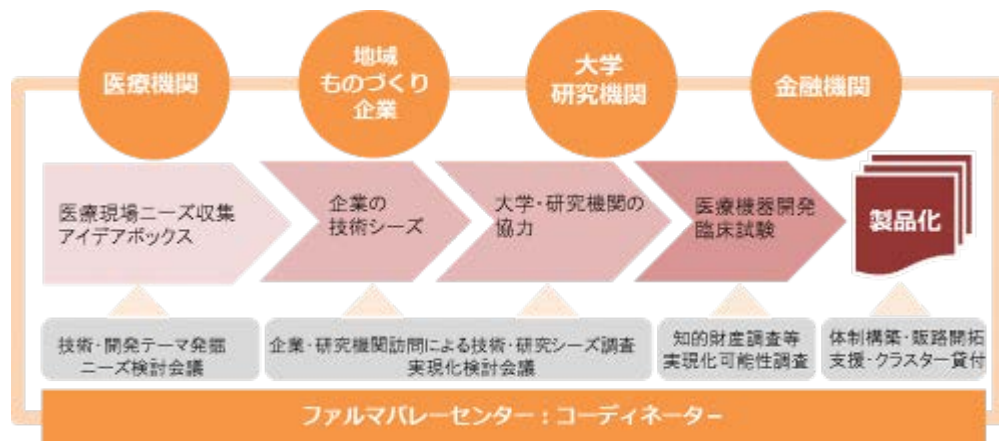 医療機関
地域
ものづくり
企業
大学
研究機関
金融機関
医療現場ニーズ収集
アイデアボックス
企業の
技術シーズ
大学・研究機関の
協力
医療機器開発
臨床試験
製品化
技術・開発テーマ発掘
ニーズ検討会議
企業・研究機関訪問による技術・研究シーズ調査
実現化検討会議
知的財産調査等
実現化可能性調査
体制構築・販路開拓
支援・クラスター貸付
ファルマバレーセンター：コーディネーター